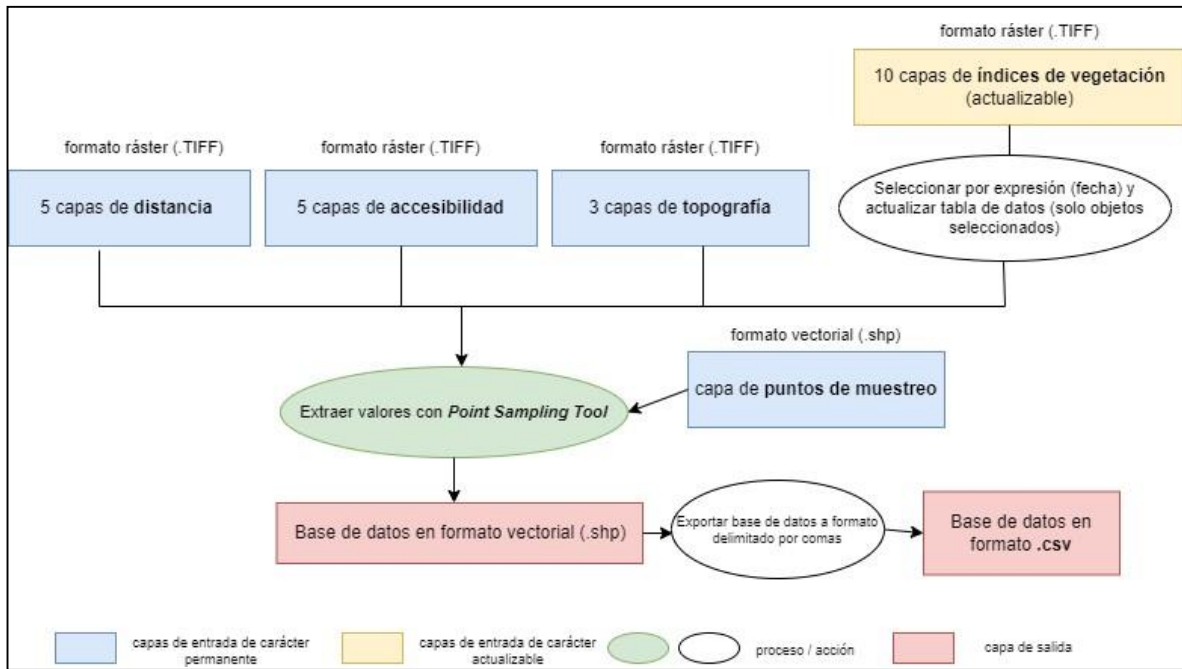 formato ráster (.TIFF)
10 capas de índices de vegetación
(actualizable)
formato ráster (.TIFF)
formato ráster (.TIFF)
formato ráster (.TIFF)
5 capas de distancia
5 capas de accesibilidad
3 capas de topografía
Seleccionar por expresión (fecha) y
actualizar tabla de datos (solo objetos
seleccionados)
formato vectorial (.shp)
capa de puntos de muestreo
Extraer valores con Point Sampling Tool
Base de datos en formato vectorial (.shp)
Exportar base de datos a formato
delimitado por comas
Base de datos en
formato .csv
capas de entrada de carácter
permanente
capas de entrada de carácter
actualizable
proceso / acción
capa de salida